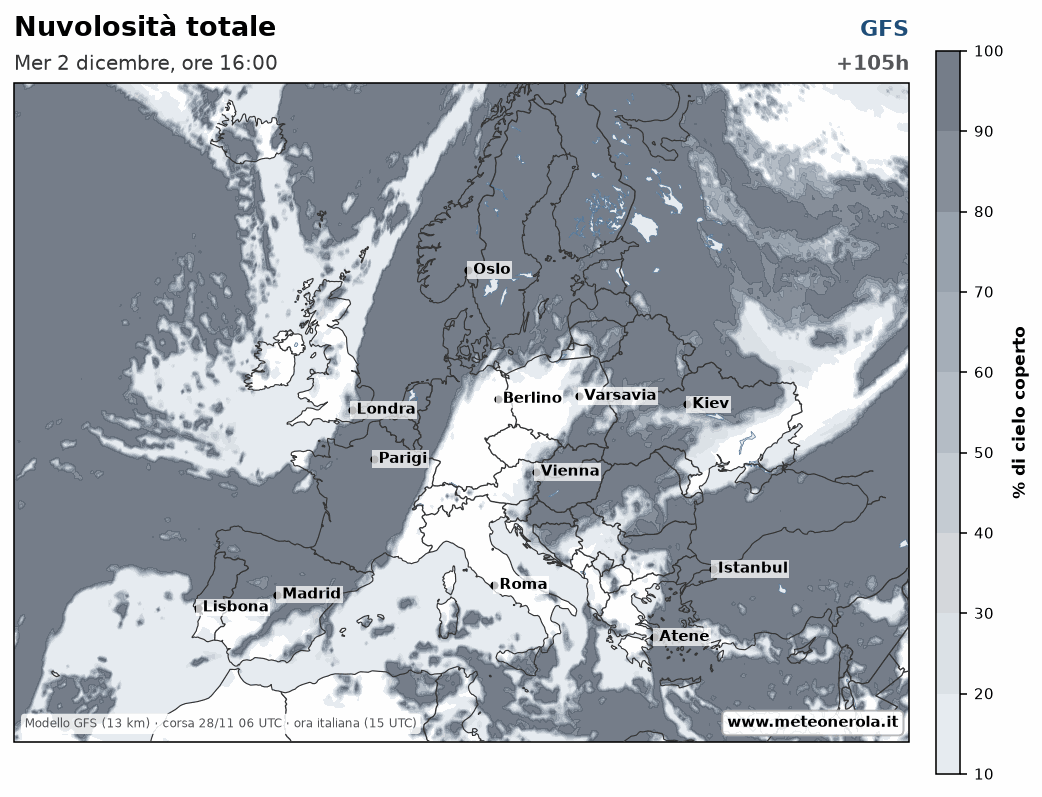 Nuvolosità totale
GFS
Mer 2 dicembre, ore 16:00
+105h
100
90
80
70
60
50
40
30
20
10
% di cielo coperto
Oslo
Berlino
Varsavia
Kiev
Londra
Parigi
Vienna
Istanbul
Roma
Madrid
Lisbona
Atene
Modello GFS (13 km) · corsa 28/11 06 UTC · ora italiana (15 UTC)
www.meteonerola.it